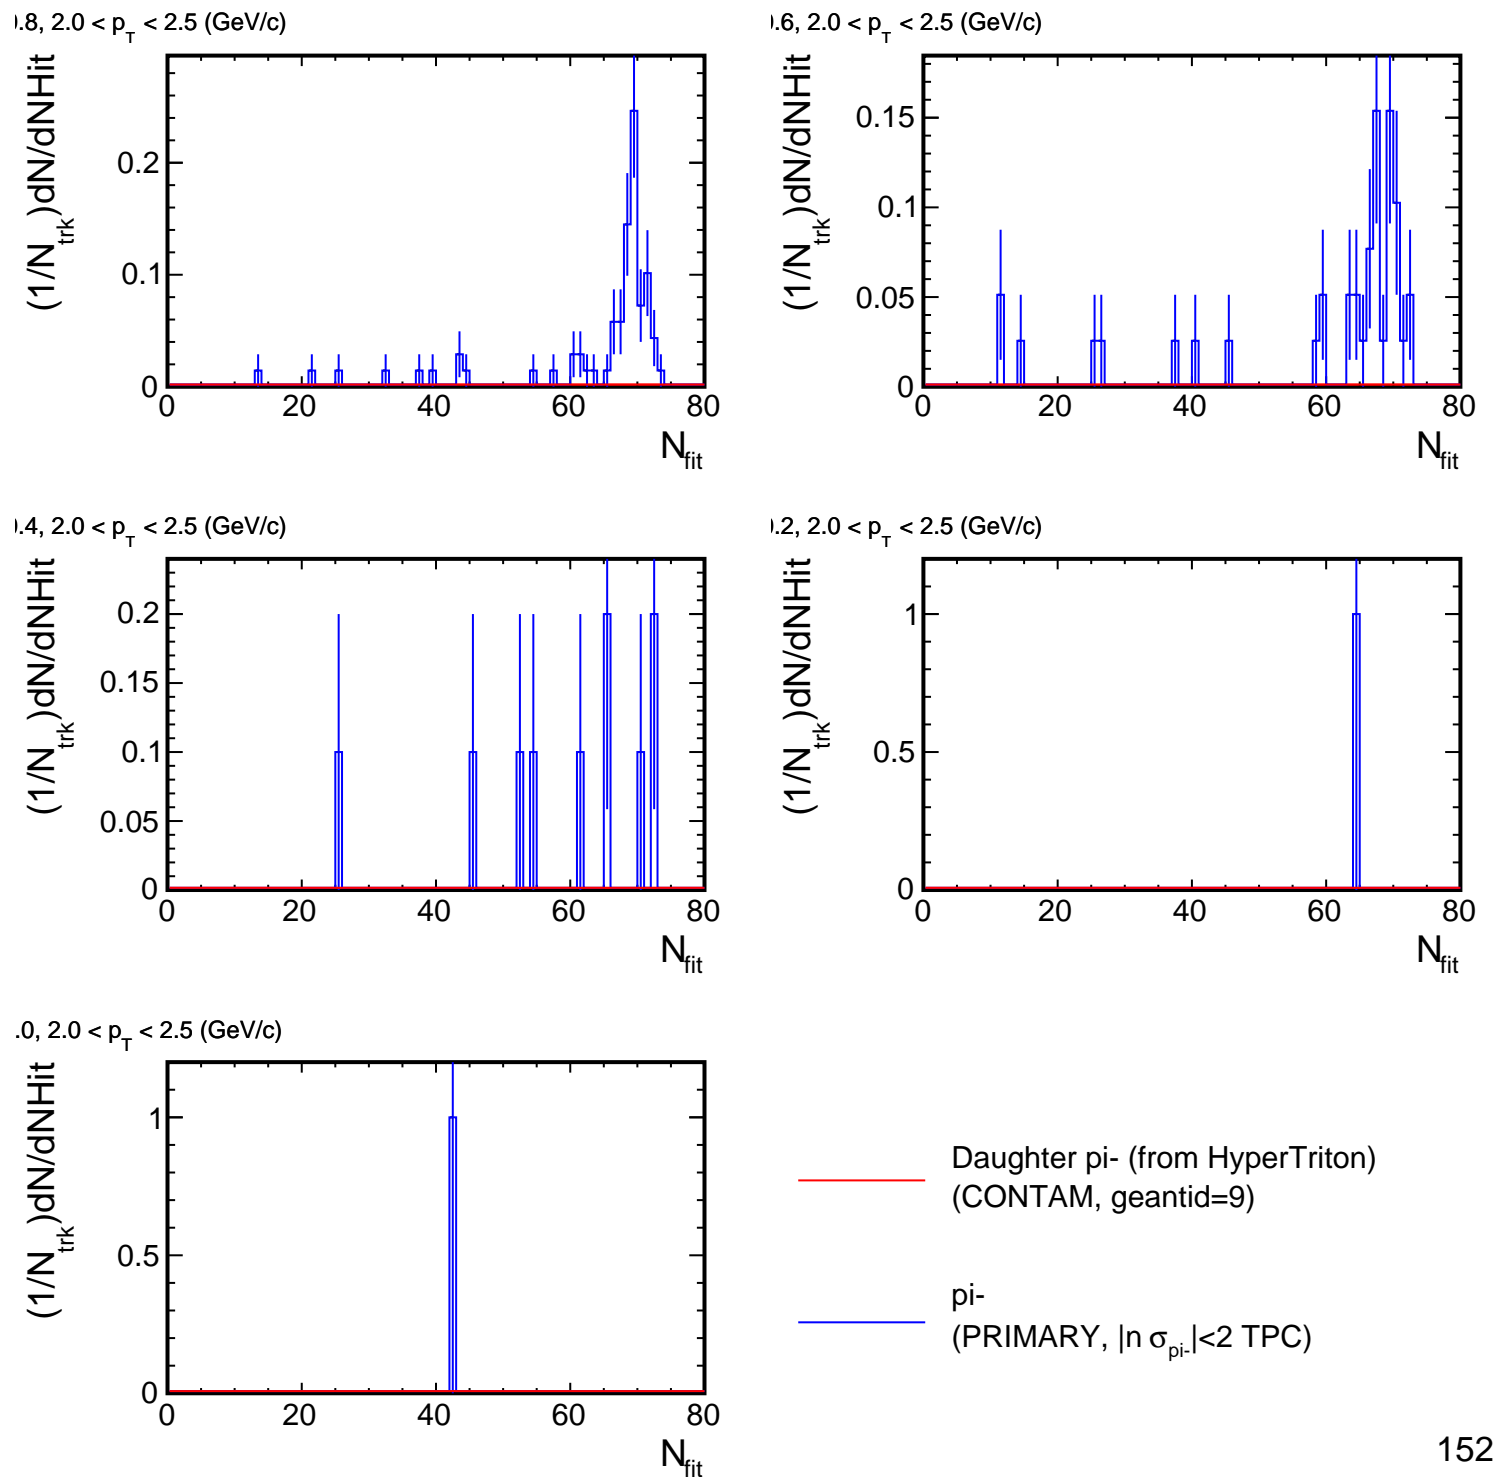 ).8, 2.0 < pT < 2.5 (GeV/c)
(1/Ntrk)dN/dNHit
0.2
0.1
0
0 20 40 60 80
Nfit
).6, 2.0 < pT < 2.5 (GeV/c)
(1/Ntrk)dN/dNHit
0.15
0.1
0.05
0
0 20 40 60 80
Nfit
).4, 2.0 < pT < 2.5 (GeV/c)
(1/Ntrk)dN/dNHit
0.2
0.15
0.1
0.05
0
0 20 40 60 80
Nfit
).2, 2.0 < pT < 2.5 (GeV/c)
(1/Ntrk)dN/dNHit
1
0.5
0
0 20 40 60 80
Nfit
.0, 2.0 < pT < 2.5 (GeV/c)
(1/Ntrk)dN/dNHit
1
0.5
0
0 20 40 60 80
Nfit
Daughter pi- (from HyperTriton)
(CONTAM, geantid=9)
pi-
(PRIMARY, |n σpi-|<2 TPC)
152